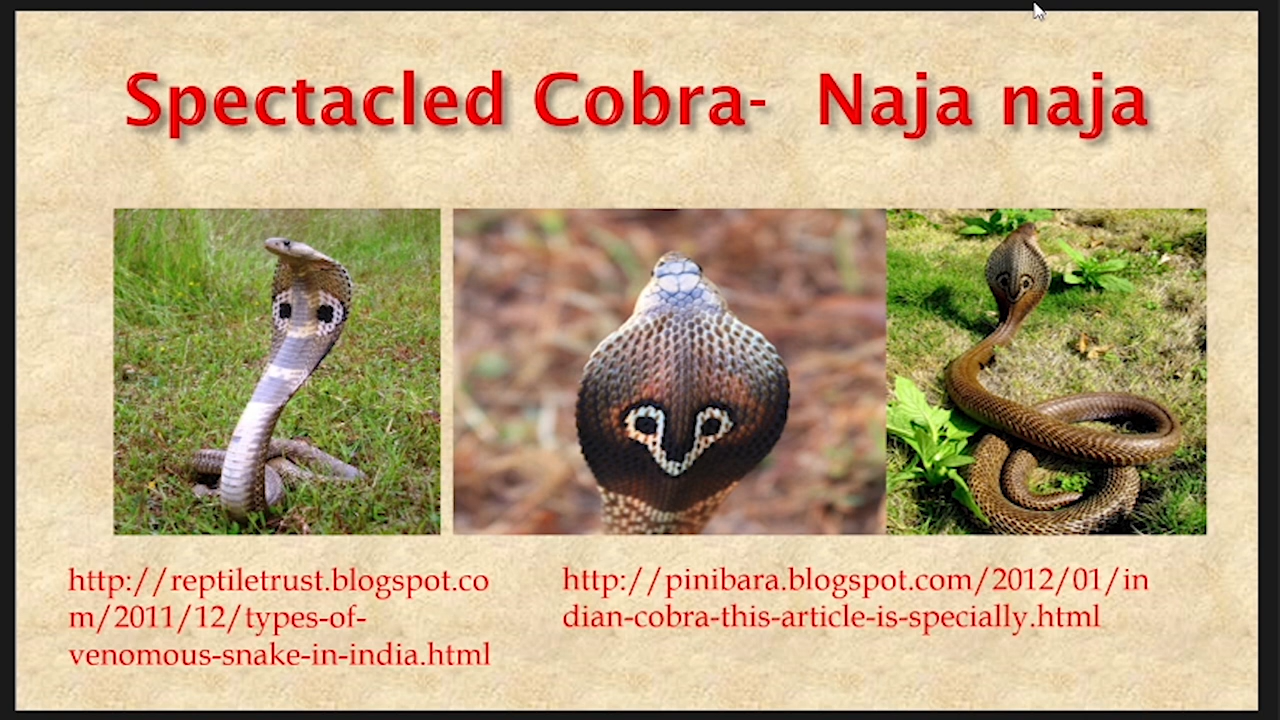 Spectacled Cobra- Naja naja
http://reptiletrust.blogspot.co
m/2011/12/types-of-
venomous-snake-in-india.html
http://pinibara.blogspot.com/2012/01/in
dian-cobra-this-article-is-specially.html